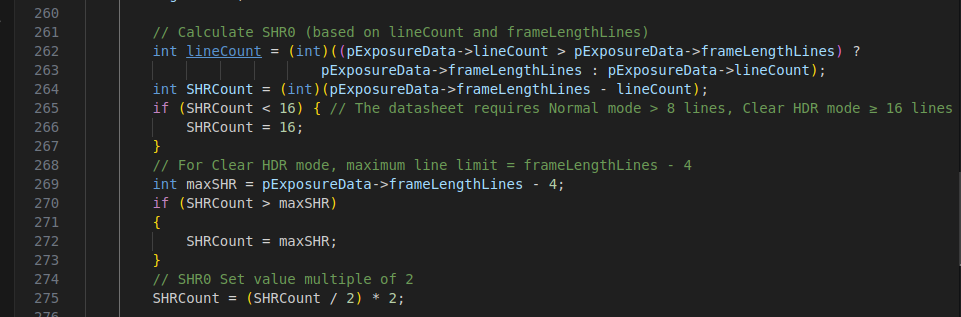 260
261 // Calculate SHR0 (based on lineCount and frameLengthLines)
262 int lineCount = (int)((pExposureData->lineCount > pExposureData->frameLengthLines) ?
263 pExposureData->frameLengthLines : pExposureData->lineCount);
264 int SHRCount = (int)(pExposureData->frameLengthLines - lineCount);
265 if (SHRCount < 16) { // The datasheet requires Normal mode > 8 lines, Clear HDR mode ≥ 16 lines
266 SHRCount = 16;
267 }
268 // For Clear HDR mode, maximum line limit = frameLengthLines - 4
269 int maxSHR = pExposureData->frameLengthLines - 4;
270 if (SHRCount > maxSHR)
271 {
272 SHRCount = maxSHR;
273 }
274 // SHR0 Set value multiple of 2
275 SHRCount = (SHRCount / 2) * 2;